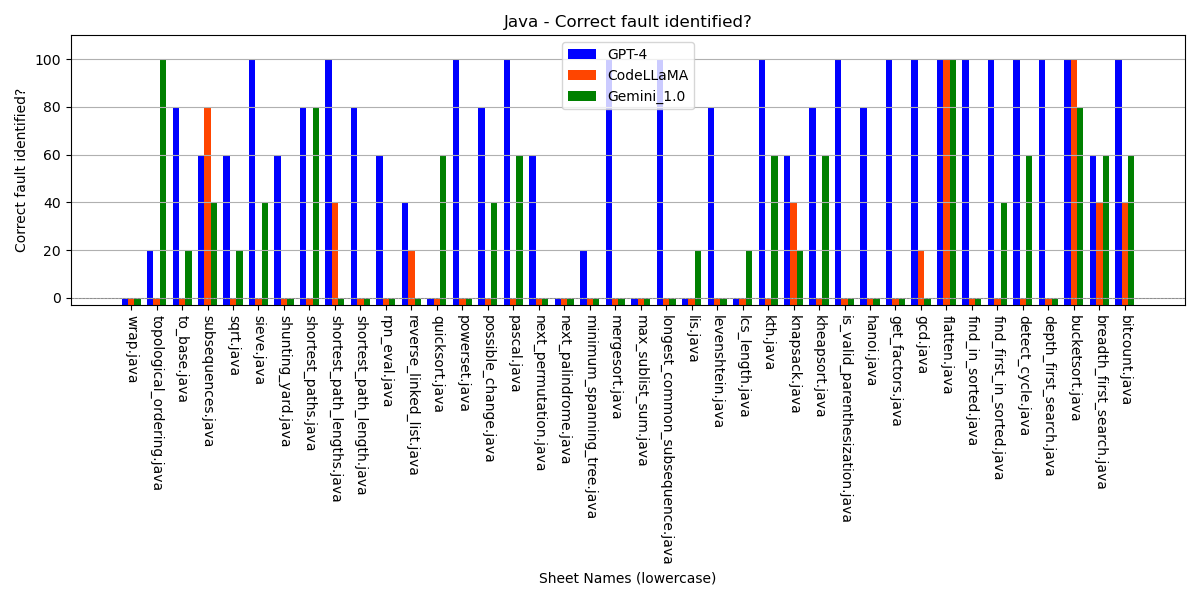 Java - Correct fault identified?
GPT-4
CodeLLaMA
Gemini_1.0
Correct fault identified?
100
80
60
40
20
0
wrap.java
topological_ordering.java
to_base.java
subsequences.java
sqrt.java
sieve.java
shunting_yard.java
shortest_paths.java
shortest_path_lengths.java
shortest_path_length.java
rpn_eval.java
reverse_linked_list.java
quicksort.java
powerset.java
possible_change.java
pascal.java
next_permutation.java
next_palindrome.java
minimum_spanning_tree.java
mergesort.java
max_sublist_sum.java
longest_common_subsequence.java
lis.java
levenshtein.java
lcs_length.java
kth.java
knapsack.java
kheapsort.java
is_valid_parenthesization.java
hanoi.java
get_factors.java
gcd.java
flatten.java
find_in_sorted.java
find_first_in_sorted.java
detect_cycle.java
depth_first_search.java
bucketsort.java
breadth_first_search.java
bitcount.java
Sheet Names (lowercase)